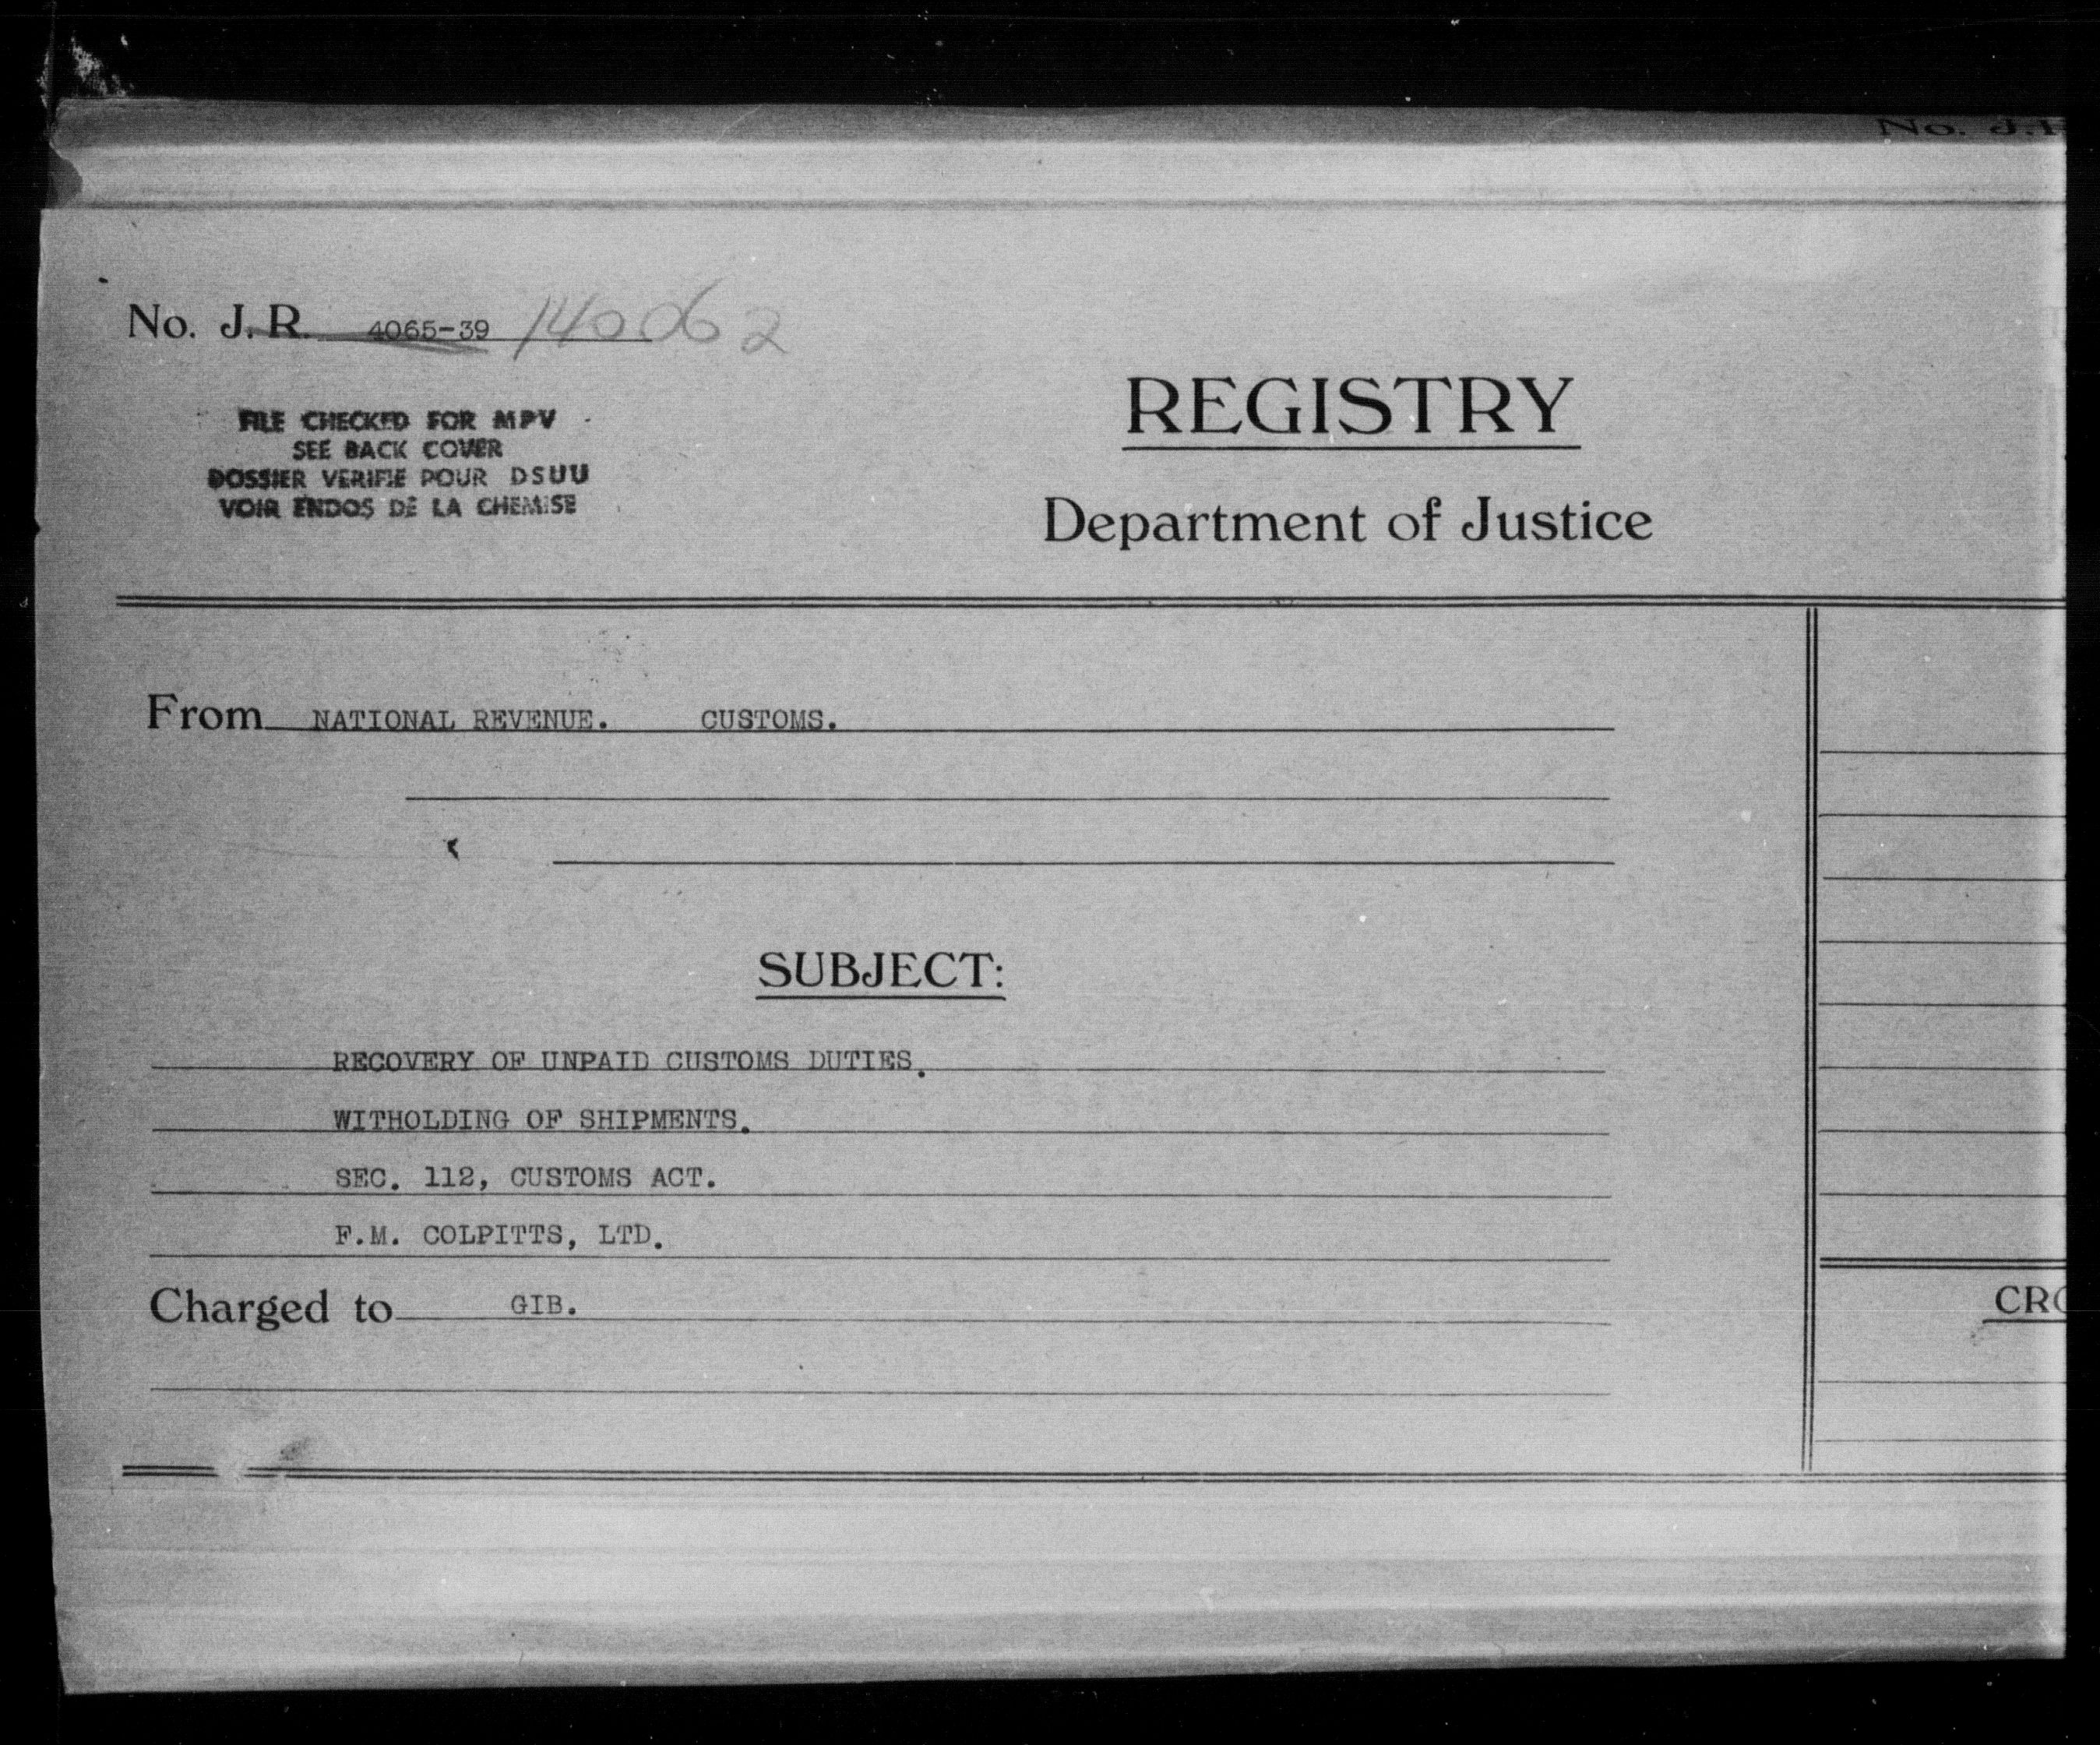 No. J.R
No. J.R. 4065-39 140062
FILE CHECKED FOR MPV
SEE BACK COVER
DOSSIER VERIFIE POUR DSUU
VOIR ENDOS DE LA CHEMISE
REGISTRY
Department of Justice
From NATIONAL REVENUE. CUSTOMS.
SUBJECT:
RECOVERY OF UNPAID CUSTOMS DUTIES.
WITHOLDING OF SHIPMENTS.
SEC. 112, CUSTOMS ACT.
F.M. COLPITTS, LTD.
Charged to GIB.
CRO